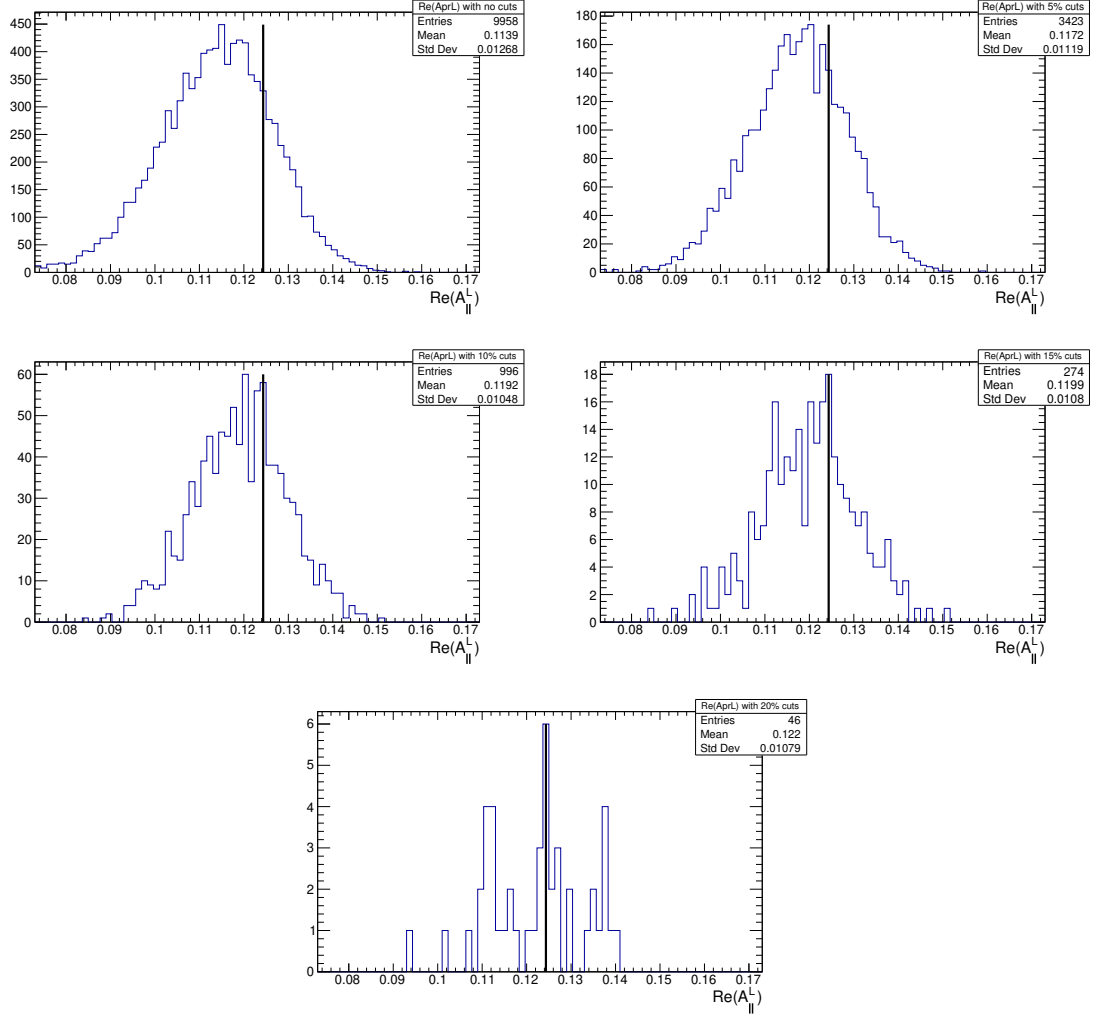 Re(AprL) with no cuts
Entries 9958
Mean 0.1139
Std Dev 0.01268
450
400
350
300
250
200
150
100
50
0
0.08 0.09 0.1 0.11 0.12 0.13 0.14 0.15 0.16 0.17
Re(A^L_||)
Re(AprL) with 5% cuts
Entries 3423
Mean 0.1172
Std Dev 0.01119
180
160
140
120
100
80
60
40
20
0
0.08 0.09 0.1 0.11 0.12 0.13 0.14 0.15 0.16 0.17
Re(A^L_||)
Re(AprL) with 10% cuts
Entries 996
Mean 0.1192
Std Dev 0.01048
60
50
40
30
20
10
0
0.08 0.09 0.1 0.11 0.12 0.13 0.14 0.15 0.16 0.17
Re(A^L_||)
Re(AprL) with 15% cuts
Entries 274
Mean 0.1199
Std Dev 0.0108
18
16
14
12
10
8
6
4
2
0
0.08 0.09 0.1 0.11 0.12 0.13 0.14 0.15 0.16 0.17
Re(A^L_||)
Re(AprL) with 20% cuts
Entries 46
Mean 0.122
Std Dev 0.01079
6
5
4
3
2
1
0
0.08 0.09 0.1 0.11 0.12 0.13 0.14 0.15 0.16 0.17
Re(A^L_||)